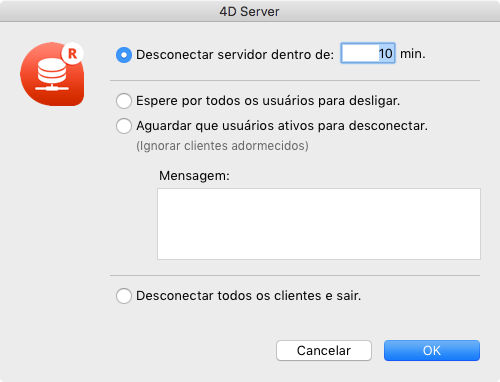 4D Server
R
Desconectar servidor dentro de: 10 min.
Espere por todos os usuários para desligar.
Aguardar que usuários ativos para desconectar.
(Ignorar clientes adormecidos)
Mensagem:
Desconectar todos os clientes e sair.
Cancelar OK